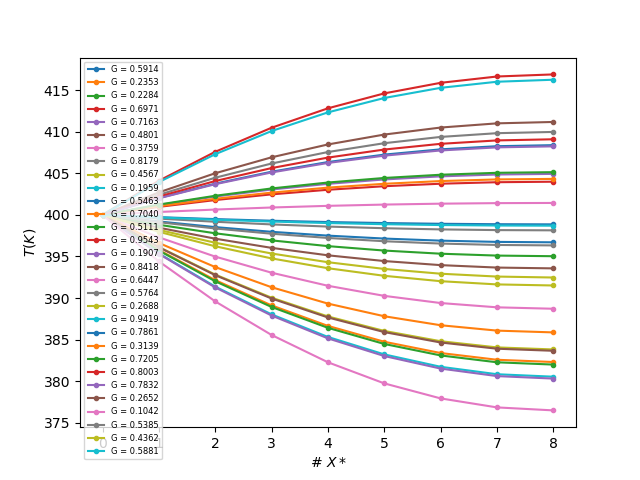 415
410
405
400
395
390
385
380
375
T(K)
G = 0.5914
G = 0.2353
G = 0.2284
G = 0.6971
G = 0.7163
G = 0.4801
G = 0.3759
G = 0.8179
G = 0.4567
G = 0.1959
G = 0.5463
G = 0.7040
G = 0.5111
G = 0.9543
G = 0.1907
G = 0.8418
G = 0.6447
G = 0.5764
G = 0.2688
G = 0.9419
G = 0.7861
G = 0.3139
G = 0.7205
G = 0.8003
G = 0.7832
G = 0.2652
G = 0.1042
G = 0.5385
G = 0.4362
G = 0.5881
0 1 2 3 4 5 6 7 8
# X *